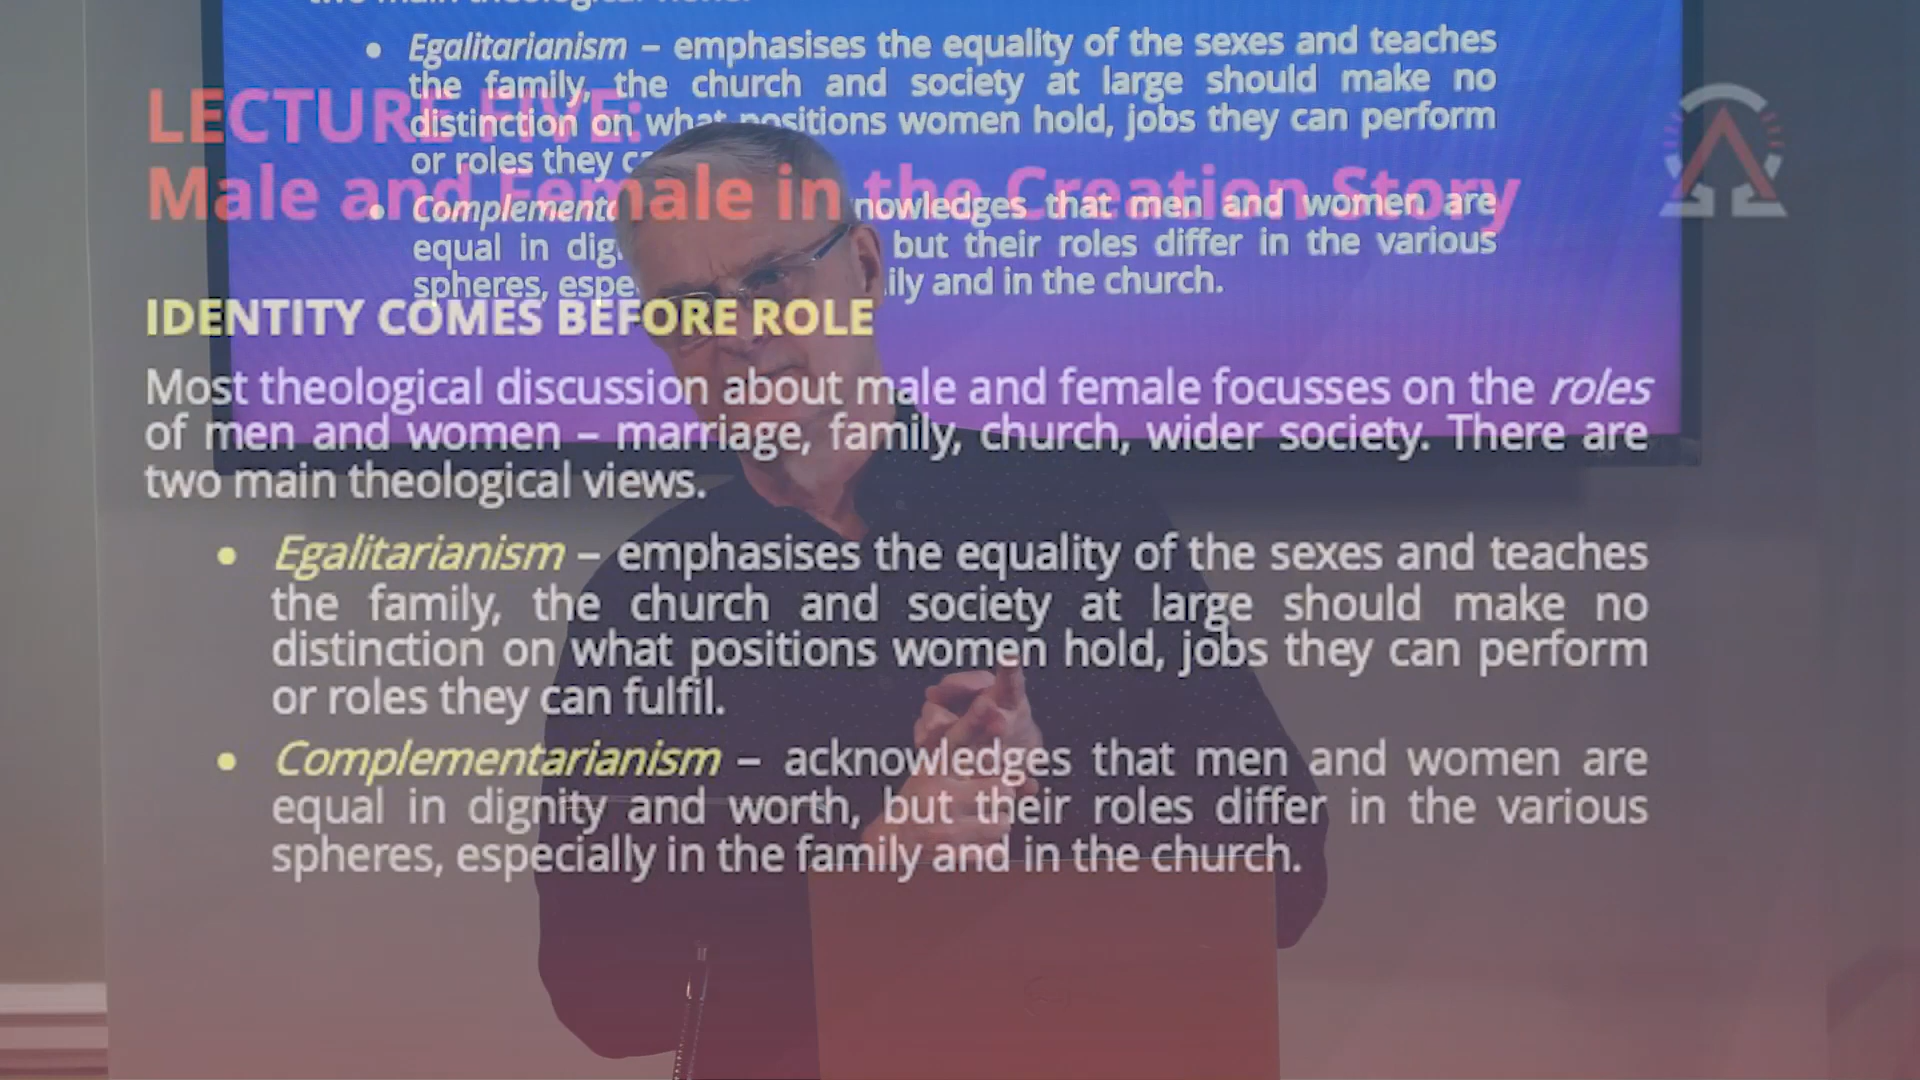 Egalitarianism – emphasises the equality of the sexes and teaches
the family, the church and society at large should make no
distinction on what positions women hold, jobs they can perform
or roles they
men and women are
equal in but their roles differ in the various
spheres, and in the church.
LECTURE FIVE:
Male and Female in the Creation Story
IDENTITY COMES BEFORE ROLE
Most theological discussion about male and female focusses on the roles
of men and women – marriage, family, church, wider society. There are
two main theological views.
• Egalitarianism – emphasises the equality of the sexes and teaches
the family, the church and society at large should make no
distinction on what positions women hold, jobs they can perform
or roles they can fulfil.
• Complementarianism – acknowledges that men and women are
equal in dignity and worth, but their roles differ in the various
spheres, especially in the family and in the church.